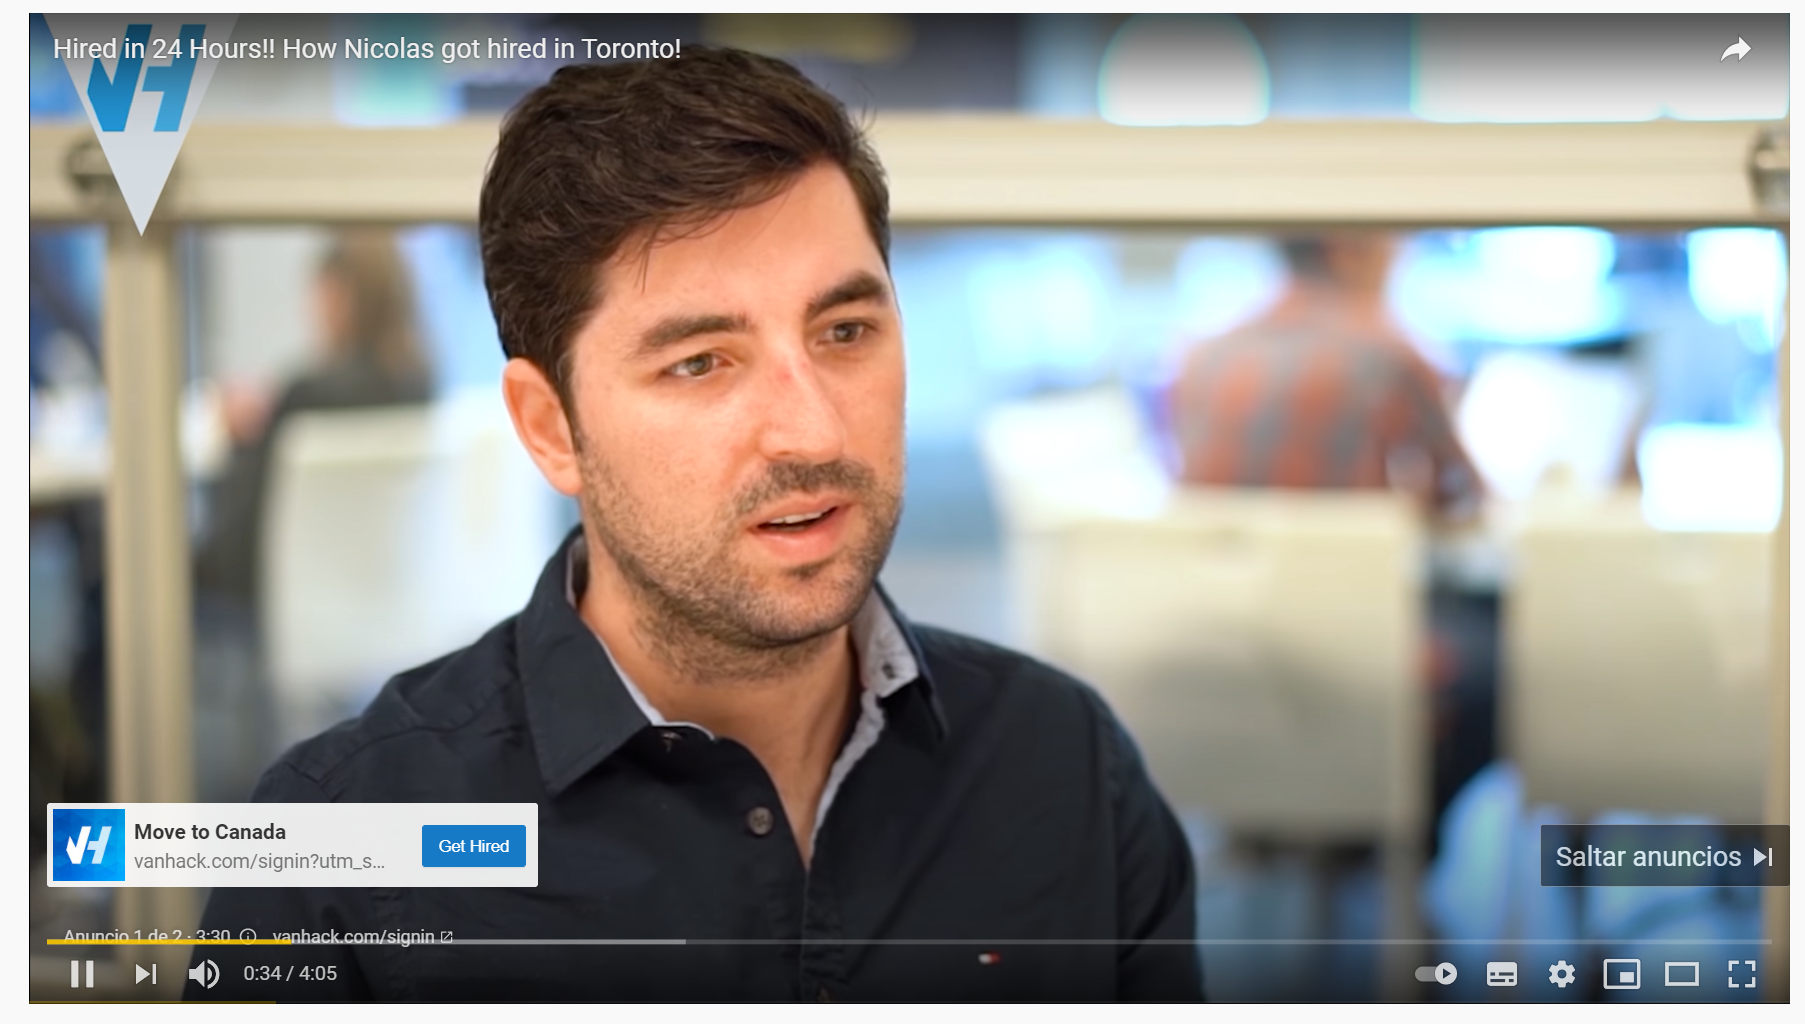 Hired in 24 Hours!! How Nicolas got hired in Toronto!
VH
Move to Canada
vanhack.com/signin?utm_s...
Get Hired
Saltar anuncios
Anuncio 1 de 2 · 3:30 vanhack.com/signin
0:34 / 4:05